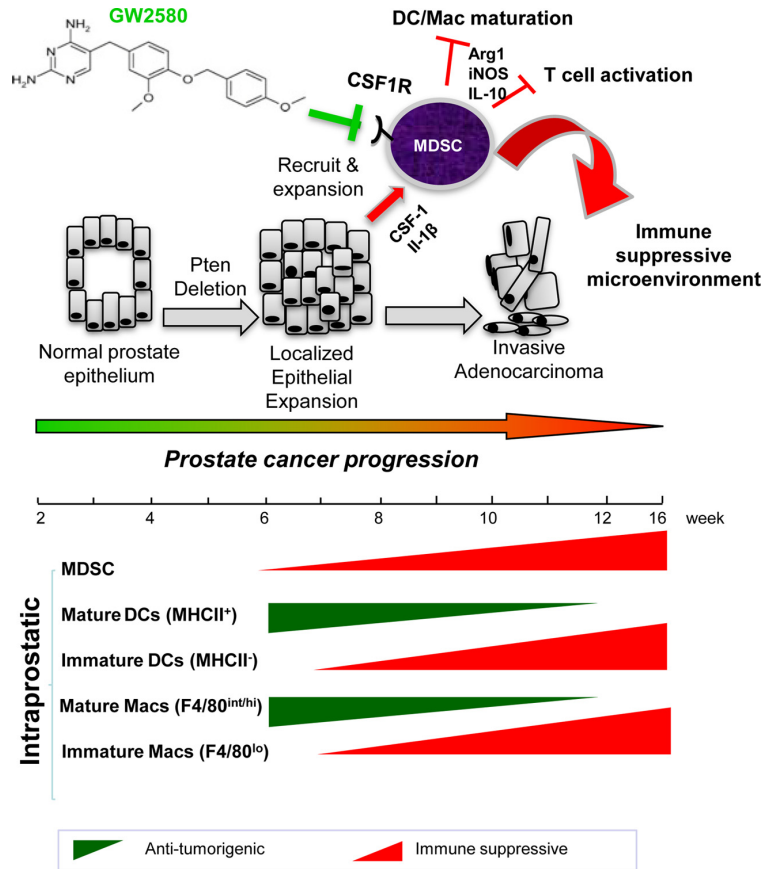 GW2580
NH₂
N
H₂N
N
O
O
O
DC/Mac maturation
Arg1
iNOS
IL-10
T cell activation
CSF1R
MDSC
Recruit &
expansion
CSF-1
Il-1β
Immune
suppressive
microenvironment
Pten
Deletion
Normal prostate
epithelium
Localized
Epithelial
Expansion
Invasive
Adenocarcinoma
Prostate cancer progression
2 4 6 8 10 12 16 week
Intraprostatic
MDSC
Mature DCs (MHCII⁺)
Immature DCs (MHCII⁻)
Mature Macs (F4/80int/hi)
Immature Macs (F4/80lo)
Anti-tumorigenic
Immune suppressive